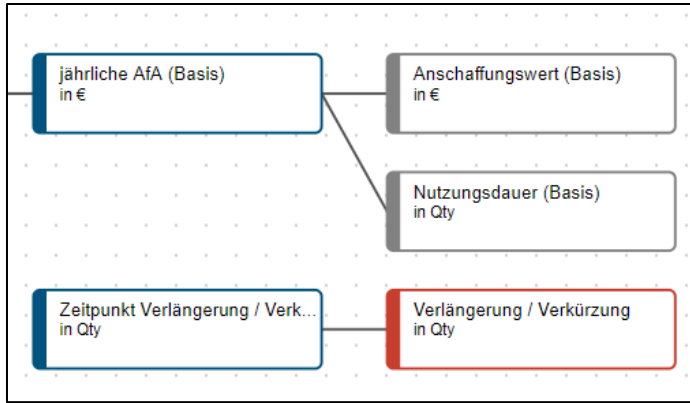 jährliche AfA (Basis)
in €
Anschaffungswert (Basis)
in €
Nutzungsdauer (Basis)
in Qty
Zeitpunkt Verlängerung / Verk...
in Qty
Verlängerung / Verkürzung
in Qty